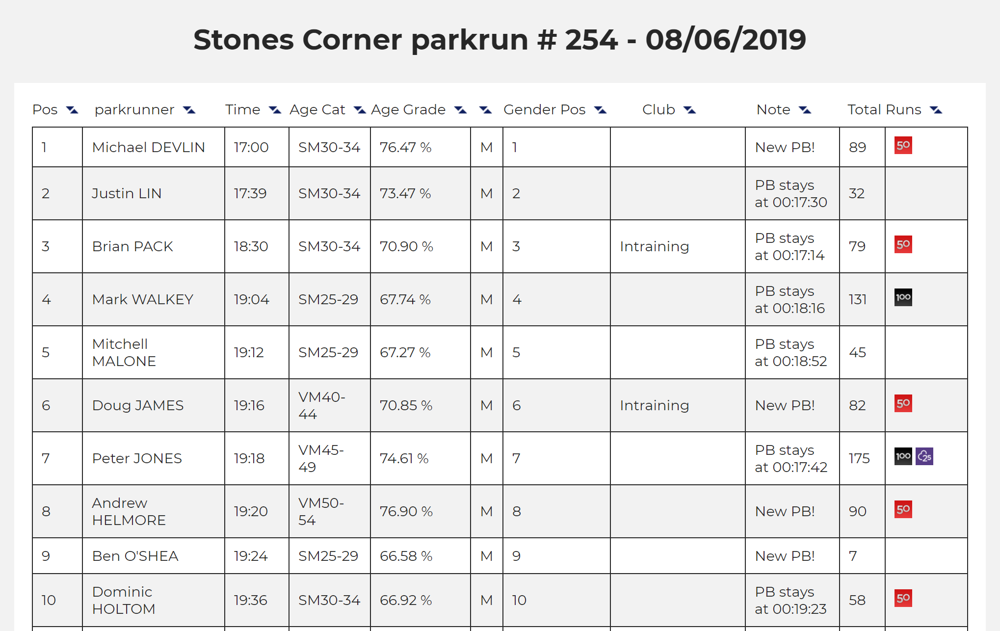 Stones Corner parkrun # 254 - 08/06/2019
Pos parkrunner Time Age Cat Age Grade Gender Pos Club Note Total Runs
1 Michael DEVLIN 17:00 SM30-34 76.47 % M 1 New PB! 89 50
2 Justin LIN 17:39 SM30-34 73.47 % M 2 PB stays
at 00:17:30 32
3 Brian PACK 18:30 SM30-34 70.90 % M 3 Intraining PB stays
at 00:17:14 79 50
4 Mark WALKEY 19:04 SM25-29 67.74 % M 4 PB stays
at 00:18:16 131 100
5 Mitchell
MALONE 19:12 SM25-29 67.27 % M 5 PB stays
at 00:18:52 45
6 Doug JAMES 19:16 VM40-
44 70.85 % M 6 Intraining New PB! 82 50
7 Peter JONES 19:18 VM45-
49 74.61 % M 7 PB stays
at 00:17:42 175 100 25
8 Andrew
HELMORE 19:20 VM50-
54 76.90 % M 8 New PB! 90 50
9 Ben O'SHEA 19:24 SM25-29 66.58 % M 9 New PB! 7
10 Dominic
HOLTOM 19:36 SM30-34 66.92 % M 10 PB stays
at 00:19:23 58 50